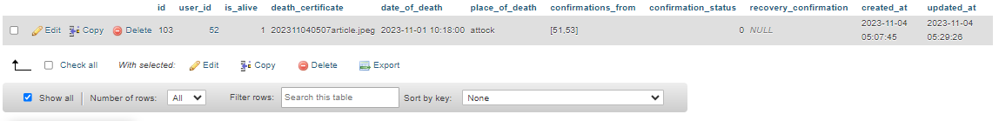 id user_id is_alive death_certificate date_of_death place_of_death confirmations_from confirmation_status recovery_confirmation created_at updated_at
Edit Copy Delete 103 52 1 202311040507article.jpeg 2023-11-01 10:18:00 attock [51,53] 0 NULL 2023-11-04 2023-11-04
05:07:45 05:29:26
Check all With selected: Edit Copy Delete Export
Show all Number of rows: All Filter rows: Search this table Sort by key: None